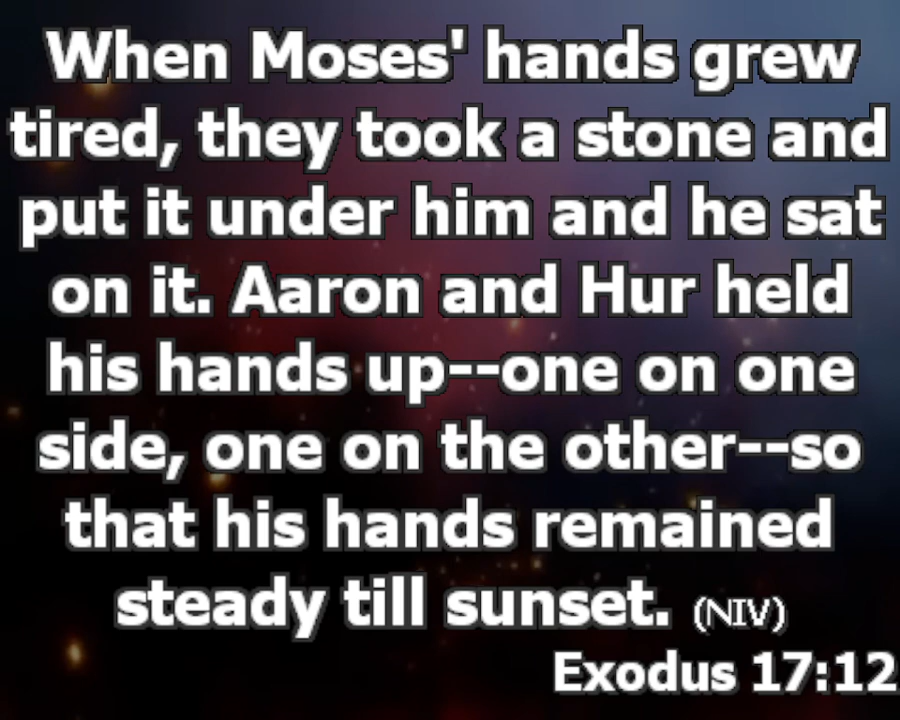 When Moses' hands grew
tired, they took a stone and
put it under him and he sat
on it. Aaron and Hur held
his hands up--one on one
side, one on the other--so
that his hands remained
steady till sunset. (NIV)
Exodus 17:12